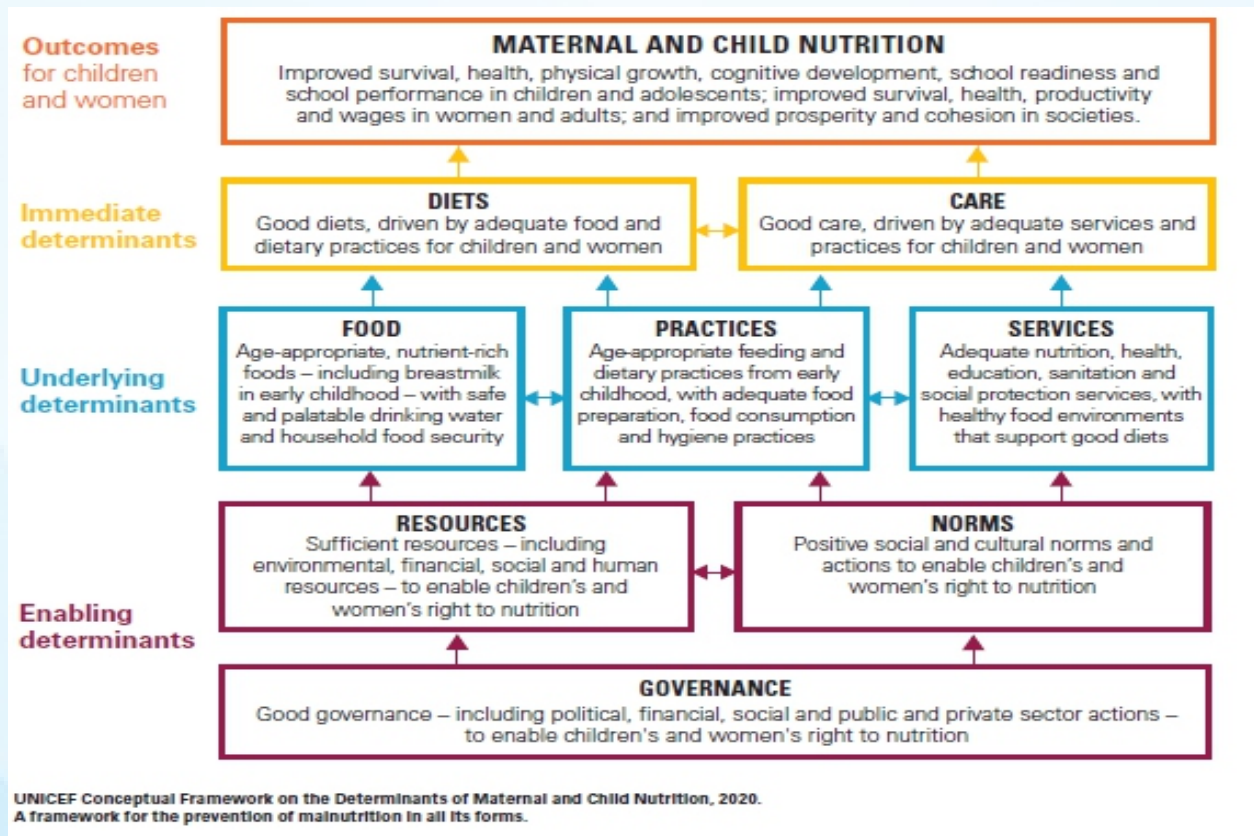 Outcomes
for children
and women
MATERNAL AND CHILD NUTRITION
Improved survival, health, physical growth, cognitive development, school readiness and
school performance in children and adolescents; improved survival, health, productivity
and wages in women and adults; and improved prosperity and cohesion in societies.
Immediate
determinants
DIETS
Good diets, driven by adequate food and
dietary practices for children and women
CARE
Good care, driven by adequate services and
practices for children and women
Underlying
determinants
FOOD
Age-appropriate, nutrient-rich
foods – including breastmilk
in early childhood – with safe
and palatable drinking water
and household food security
PRACTICES
Age-appropriate feeding and
dietary practices from early
childhood, with adequate food
preparation, food consumption
and hygiene practices
SERVICES
Adequate nutrition, health,
education, sanitation and
social protection services, with
healthy food environments
that support good diets
Enabling
determinants
RESOURCES
Sufficient resources – including
environmental, financial, social and human
resources – to enable children's and
women's right to nutrition
NORMS
Positive social and cultural norms and
actions to enable children's and
women's right to nutrition
GOVERNANCE
Good governance – including political, financial, social and public and private sector actions –
to enable children's and women's right to nutrition
UNICEF Conceptual Framework on the Determinants of Maternal and Child Nutrition, 2020.
A framework for the prevention of malnutrition in all its forms.